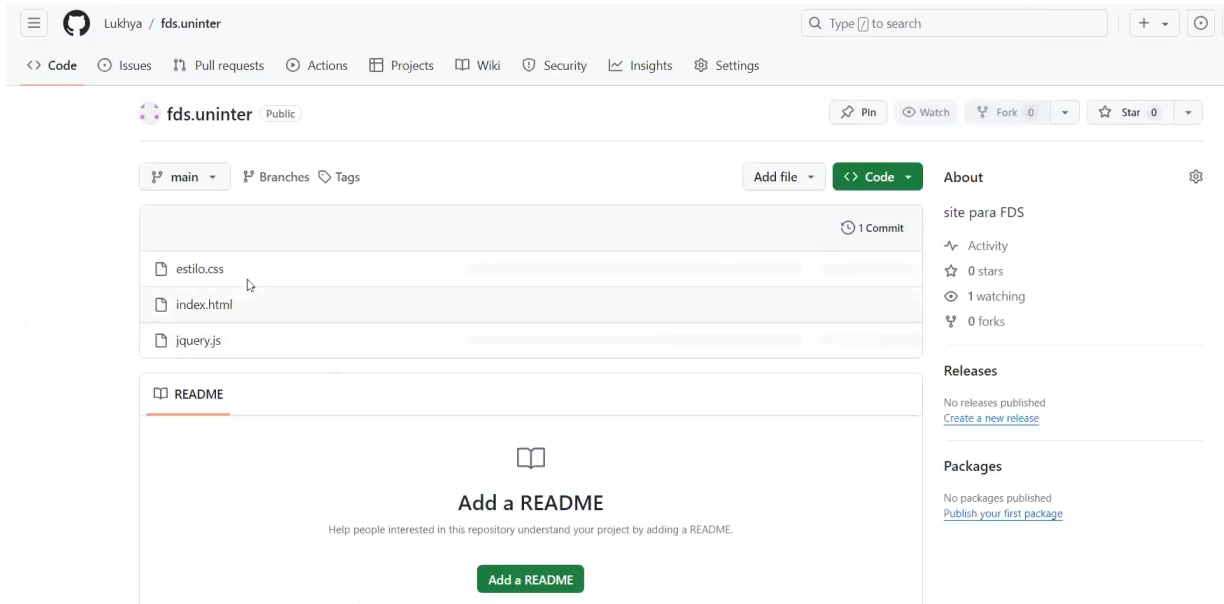 Lukhya / fds.uninter
Type / to search
Code Issues Pull requests Actions Projects Wiki Security Insights Settings
fds.uninter Public
Pin Watch Fork 0 Star 0
main Branches Tags Add file Code
1 Commit
estilo.css
index.html
jquery.js
README
Add a README
Help people interested in this repository understand your project by adding a README.
Add a README
About
site para FDS
Activity
0 stars
1 watching
0 forks
Releases
No releases published
Create a new release
Packages
No packages published
Publish your first package